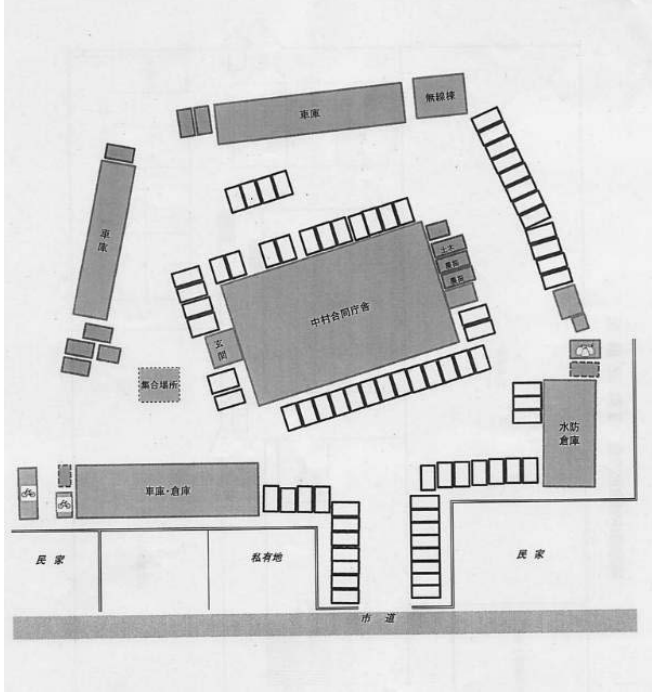 無線棟
車庫
車庫
土木
農振
農振
中村合同庁舎
玄関
集合場所
水防
倉庫
車庫・倉庫
民家
私有地
民家
市道